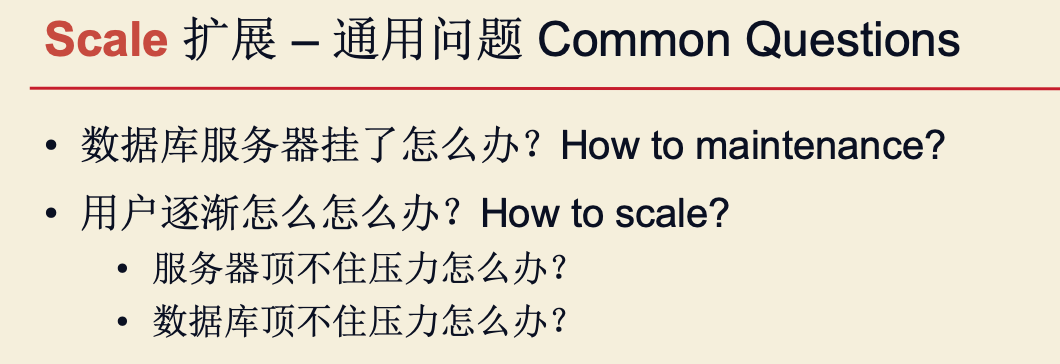 Scale 扩展 – 通用问题 Common Questions
• 数据库服务器挂了怎么办？How to maintenance?
• 用户逐渐怎么怎么办？How to scale?
• 服务器顶不住压力怎么办？
• 数据库顶不住压力怎么办？